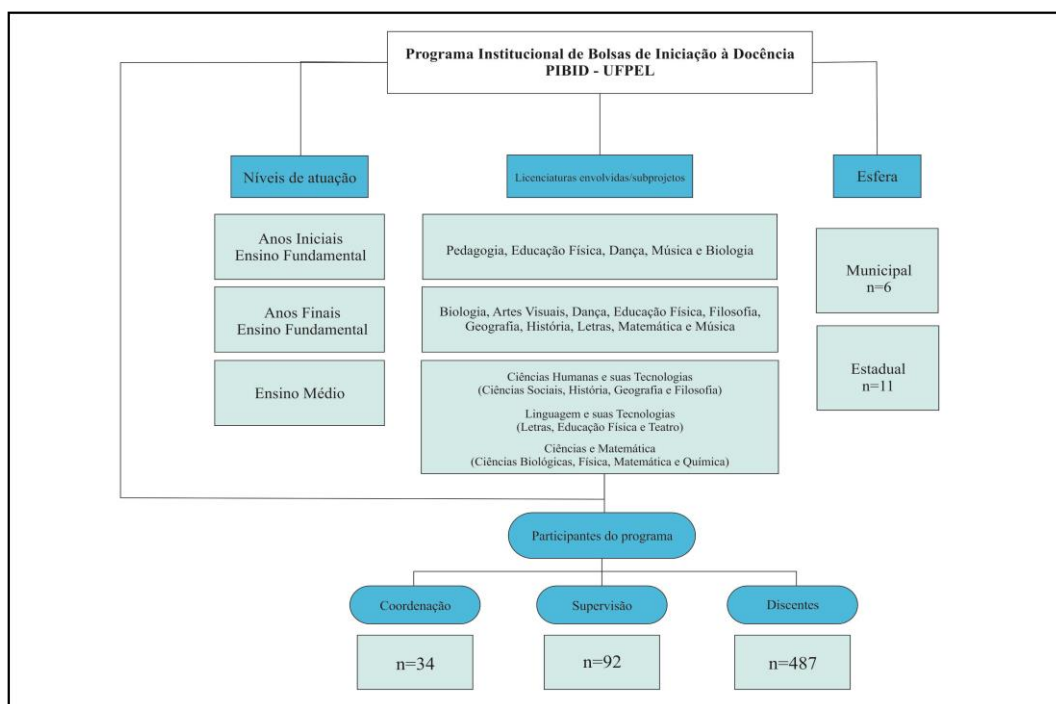 Programa Institucional de Bolsas de Iniciação à Docência
PIBID - UFPEL
Níveis de atuação
Licenciaturas envolvidas/subprojetos
Esfera
Anos Iniciais
Ensino Fundamental
Pedagogia, Educação Física, Dança, Música e Biologia
Municipal
n=6
Anos Finais
Ensino Fundamental
Biologia, Artes Visuais, Dança, Educação Física, Filosofia,
Geografia, História, Letras, Matemática e Música
Estadual
n=11
Ensino Médio
Ciências Humanas e suas Tecnologias
(Ciências Sociais, História, Geografia e Filosofia)
Linguagem e suas Tecnologias
(Letras, Educação Física e Teatro)
Ciências e Matemática
(Ciências Biológicas, Física, Matemática e Química)
Participantes do programa
Coordenação
Supervisão
Discentes
n=34
n=92
n=487